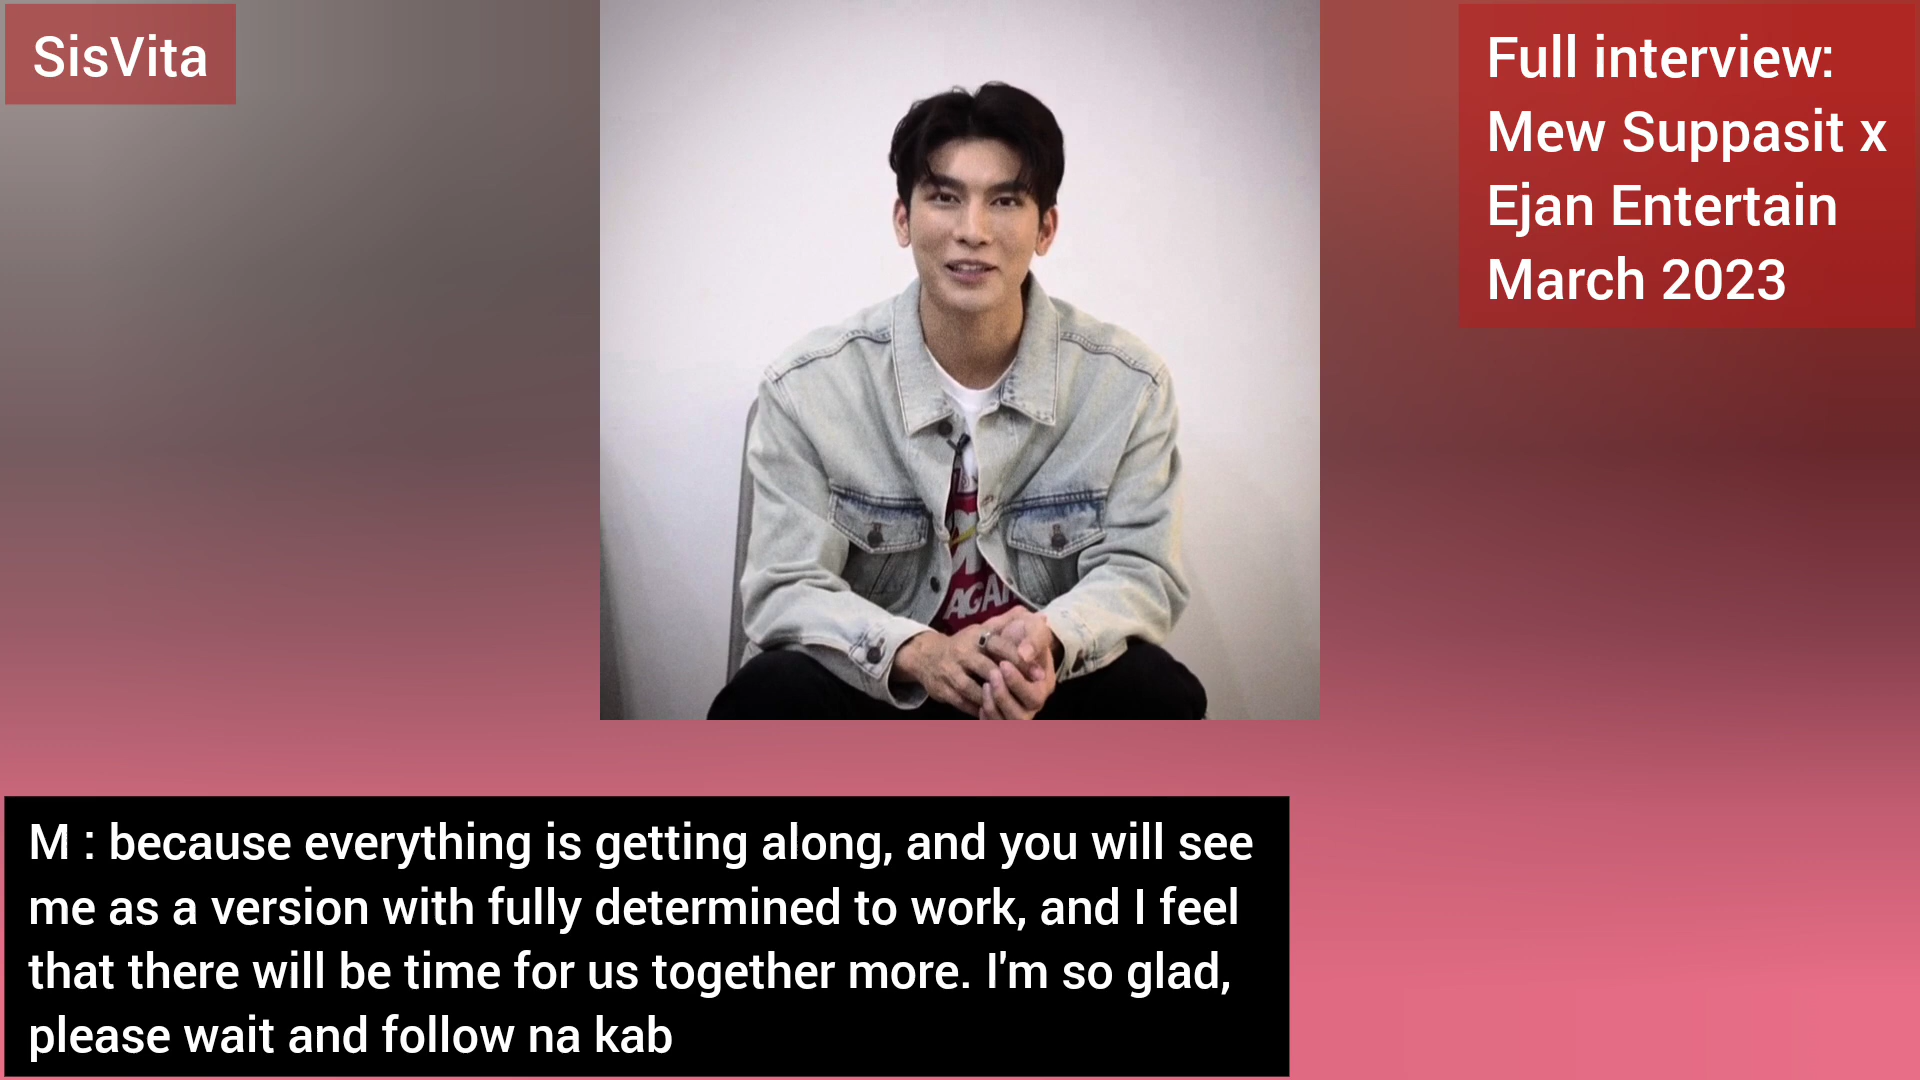 SisVita
Full interview:
Mew Suppasit x
Ejan Entertain
March 2023
AGAI
M : because everything is getting along, and you will see
me as a version with fully determined to work, and I feel
that there will be time for us together more. I'm so glad,
please wait and follow na kab